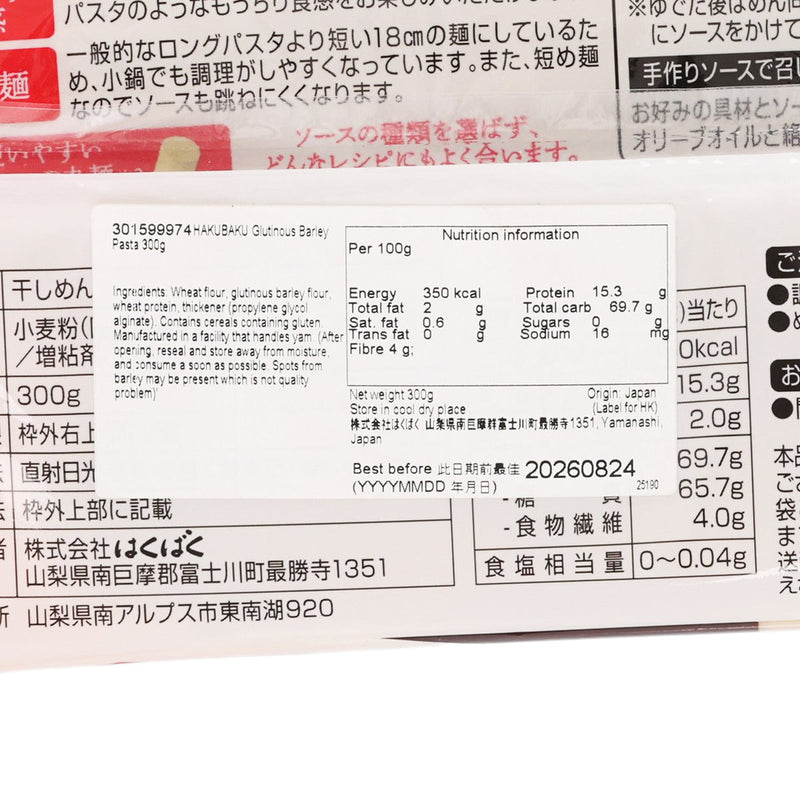 パスタのようなもっちり食感をお楽しみいただけ
一般的なロングパスタより短い18cmの麺にしているた
め、小鍋でも調理がしやすくなっています。また、短め麺
なのでソースも跳ねにくくなります。
麺
ソースの種類を選ばず、
どんなレシピにもよく合います。
※ゆでた後はめん同
にソースをかけて
手作りソースで召し
お好みの具材とソー
オリーブオイルと絡
301599974 HAKUBAKU Glutinous Barley
Pasta 300g
Ingredients: Wheat flour, glutinous barley flour,
wheat protein, thickener (propylene glycol
alginate). Contains cereals containing gluten.
Manufactured in a facility that handles yam. (After
opening, reseal and store away from moisture,
and consume a soon as possible. Spots from
barley may be present which is not quality
problem)'
Nutrition information
Per 100g
Energy 350 kcal Protein 15.3 g
Total fat 2 g Total carb 69.7 g
Sat. fat 0.6 g Sugars 0 g
Trans fat 0 g Sodium 16 mg
Fibre 4 g;
Net weight 300g Origin: Japan
Store in cool dry place (Label for HK)
株式会社はくばく 山梨県南巨摩群富士川町最勝寺1351, Yamanashi,
Japan
Best before 此日期前最佳 20260824
(YYYYMMDD 年月日) 25190
干しめん
小麦粉(
/増粘剤
300g
枠外右上
直射日光
枠外上部に記載
株式会社はくばく
山梨県南巨摩郡富士川町最勝寺1351
山梨県南アルプス市東南湖920
)当たり
0kcal
15.3g
2.0g
69.7g
65.7g
-食物繊維 4.0g
食塩相当量 0～0.04g
本品
袋
ま
送